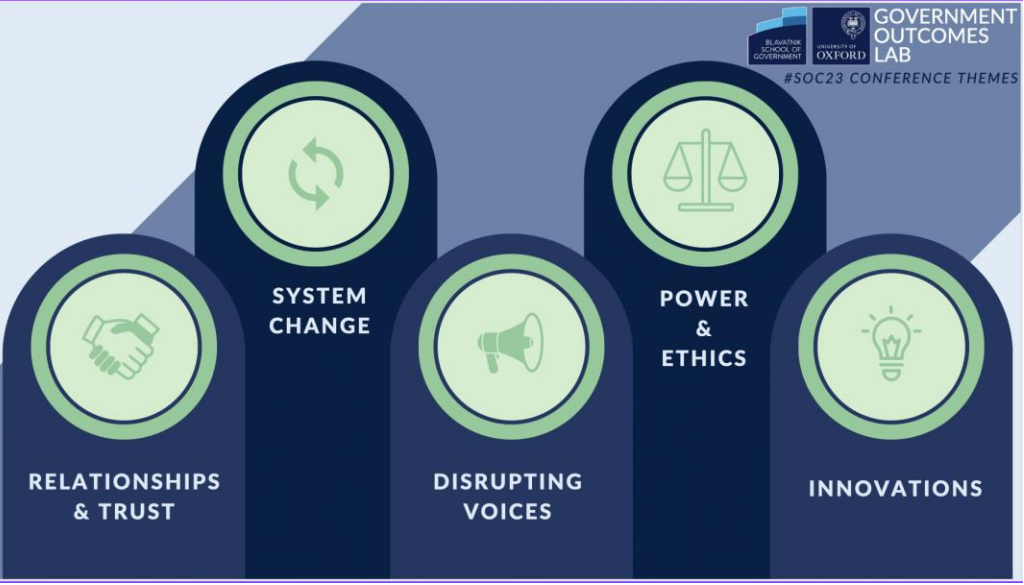 BLAVATNIK
SCHOOL OF
GOVERNMENT
UNIVERSITY OF
OXFORD
GOVERNMENT
OUTCOMES
LAB
#SOC23 CONFERENCE THEMES
SYSTEM
CHANGE
POWER
&
ETHICS
RELATIONSHIPS
& TRUST
DISRUPTING
VOICES
INNOVATIONS